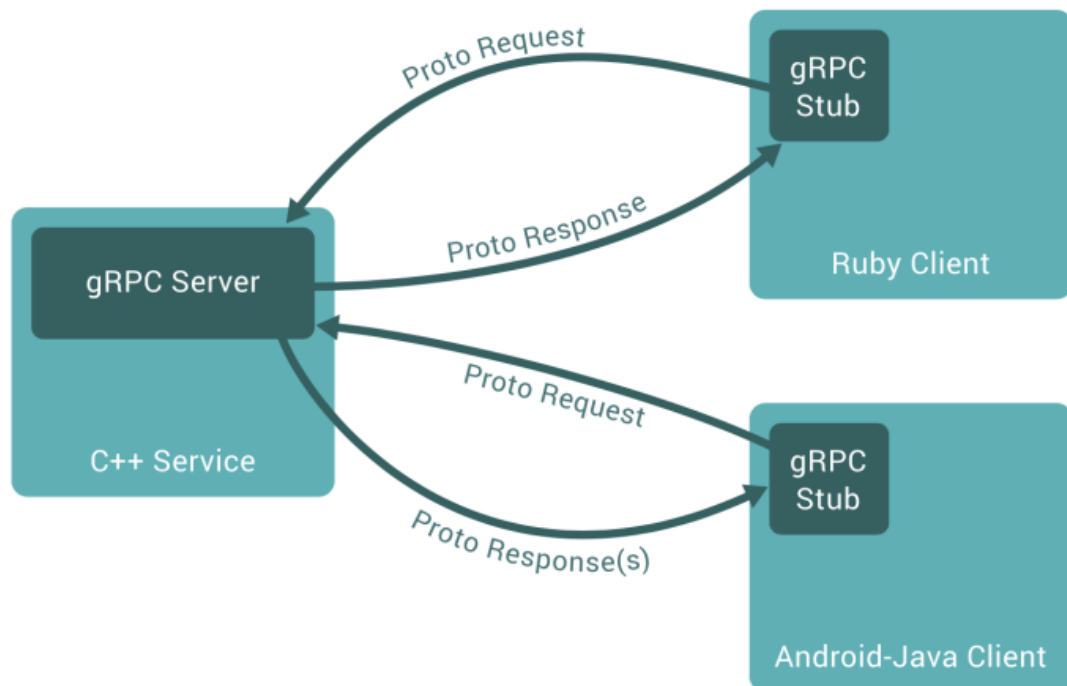 Proto Request
gRPC
Stub
Proto Response
Ruby Client
gRPC Server
C++ Service
Proto Request
gRPC
Stub
Proto Response(s)
Android-Java Client